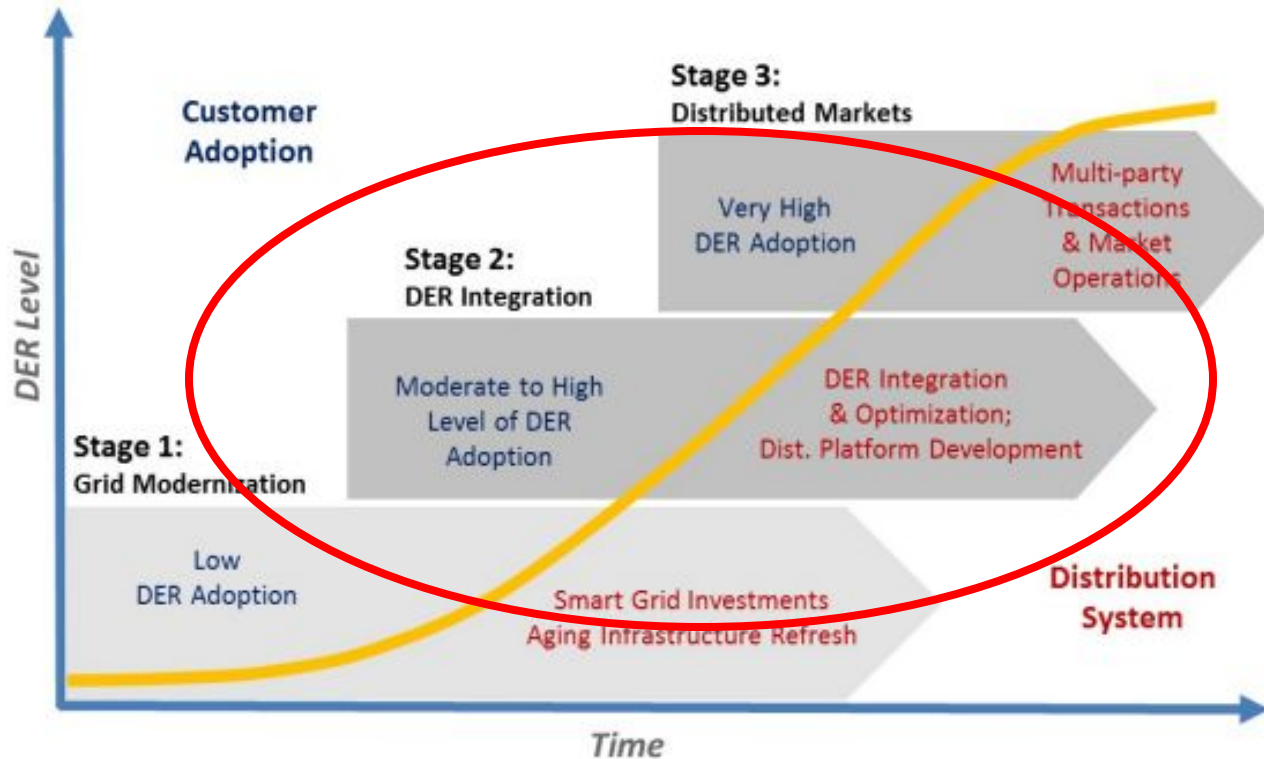 Stage 3:
Distributed Markets
Customer
Adoption
Very High
DER Adoption
Multi-party
Transactions
& Market
Operations
Stage 2:
DER Integration
Moderate to High
Level of DER
Adoption
DER Integration
& Optimization;
Dist. Platform Development
Stage 1:
Grid Modernization
Low
DER Adoption
Smart Grid Investments
Aging Infrastructure Refresh
Distribution
System
DER Level
Time